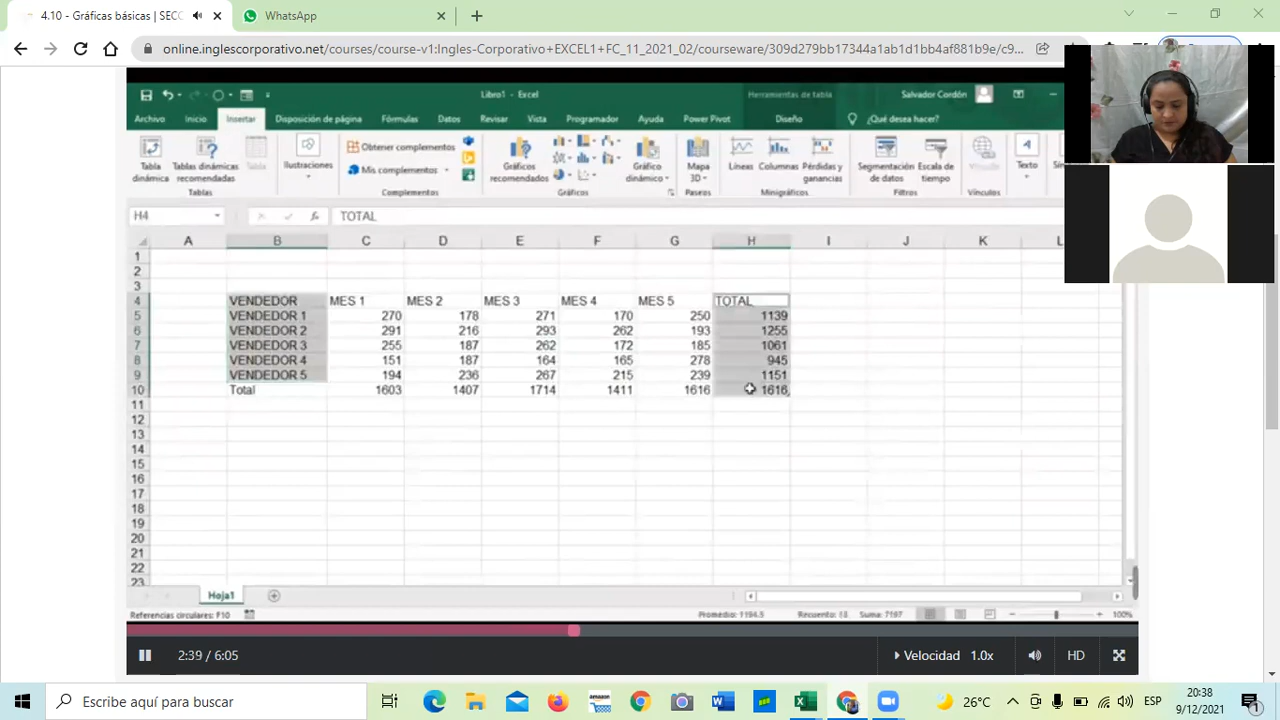 4.10 - Gráficas básicas | SECC
WhatsApp
online.inglescorporativo.net/courses/course-v1:Ingles-Corporativo+EXCEL1+FC_11_2021_02/courseware/309d279bb17344a1ab1d1bb4af881b9e/c9...
Libro1 - Excel
Herramientas de tabla
Salvador Cordón
Archivo Inicio Insertar Disposición de página Fórmulas Datos Revisar Vista Programador Ayuda Power Pivot Diseño ¿Qué desea hacer?
Tabla dinámica
Tablas dinámicas recomendadas
Tabla
Ilustraciones
Obtener complementos
Mis complementos
Gráficos recomendados
Gráfico dinámico
Mapa 3D
Líneas
Columnas
Pérdidas y ganancias
Segmentación de datos
Escala de tiempo
Vínculo
Texto
Tablas Complementos Gráficos Paseos Minigráficos Filtros Vínculos
H4 fx TOTAL
A B C D E F G H I J K L
1
2
3
4 VENDEDOR MES 1 MES 2 MES 3 MES 4 MES 5 TOTAL
5 VENDEDOR 1 270 178 271 170 250 1139
6 VENDEDOR 2 291 216 293 262 193 1255
7 VENDEDOR 3 255 187 262 172 185 1061
8 VENDEDOR 4 151 187 164 165 278 945
9 VENDEDOR 5 194 236 267 215 239 1151
10 Total 1603 1407 1714 1411 1616 1616
11
12
13
14
15
16
17
18
19
20
21
22
23
Hoja1
Referencias circulares: F10 Promedio: 1194.5 Recuento: 13 Suma: 7167 100%
2:39 / 6:05 Velocidad 1.0x HD
Escribe aquí para buscar
amazon
26°C
ESP
20:38
9/12/2021
1